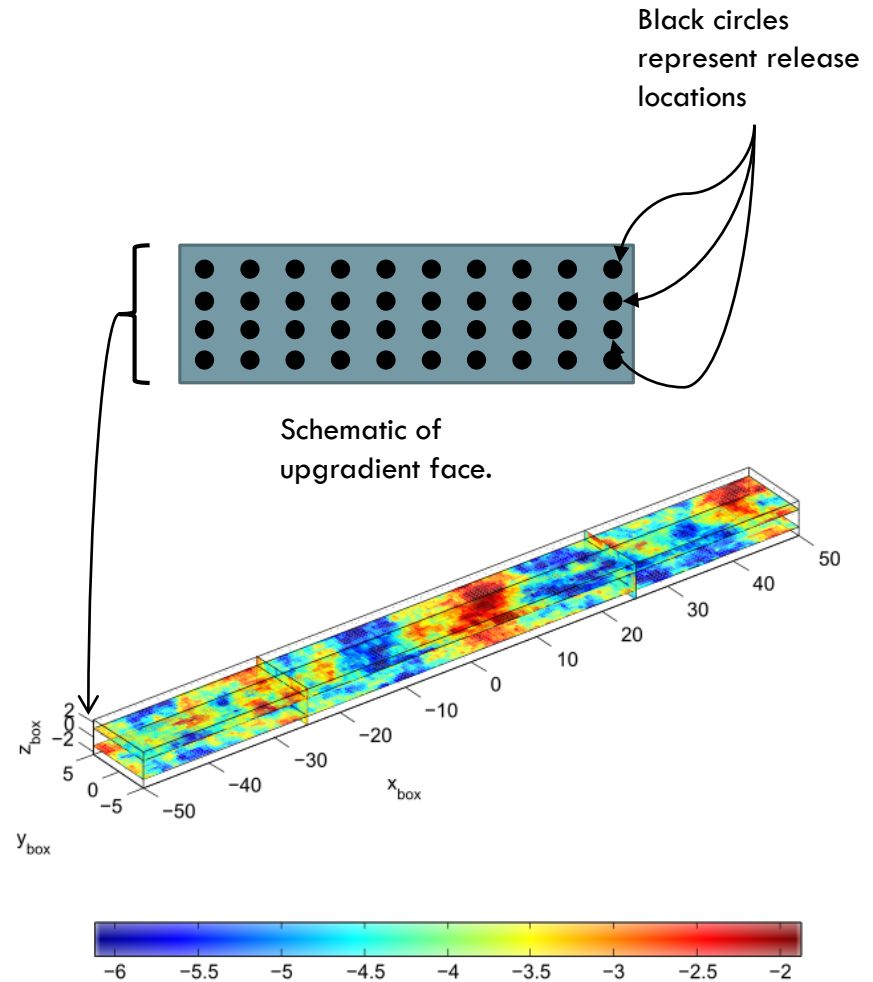 Black circles
represent release
locations
Schematic of
upgradient face.
50
40
30
20
10
0
−10
−20
−30
−40
−50
x_box
2
0
−2
z_box
5
0
−5
y_box
−6 −5.5 −5 −4.5 −4 −3.5 −3 −2.5 −2